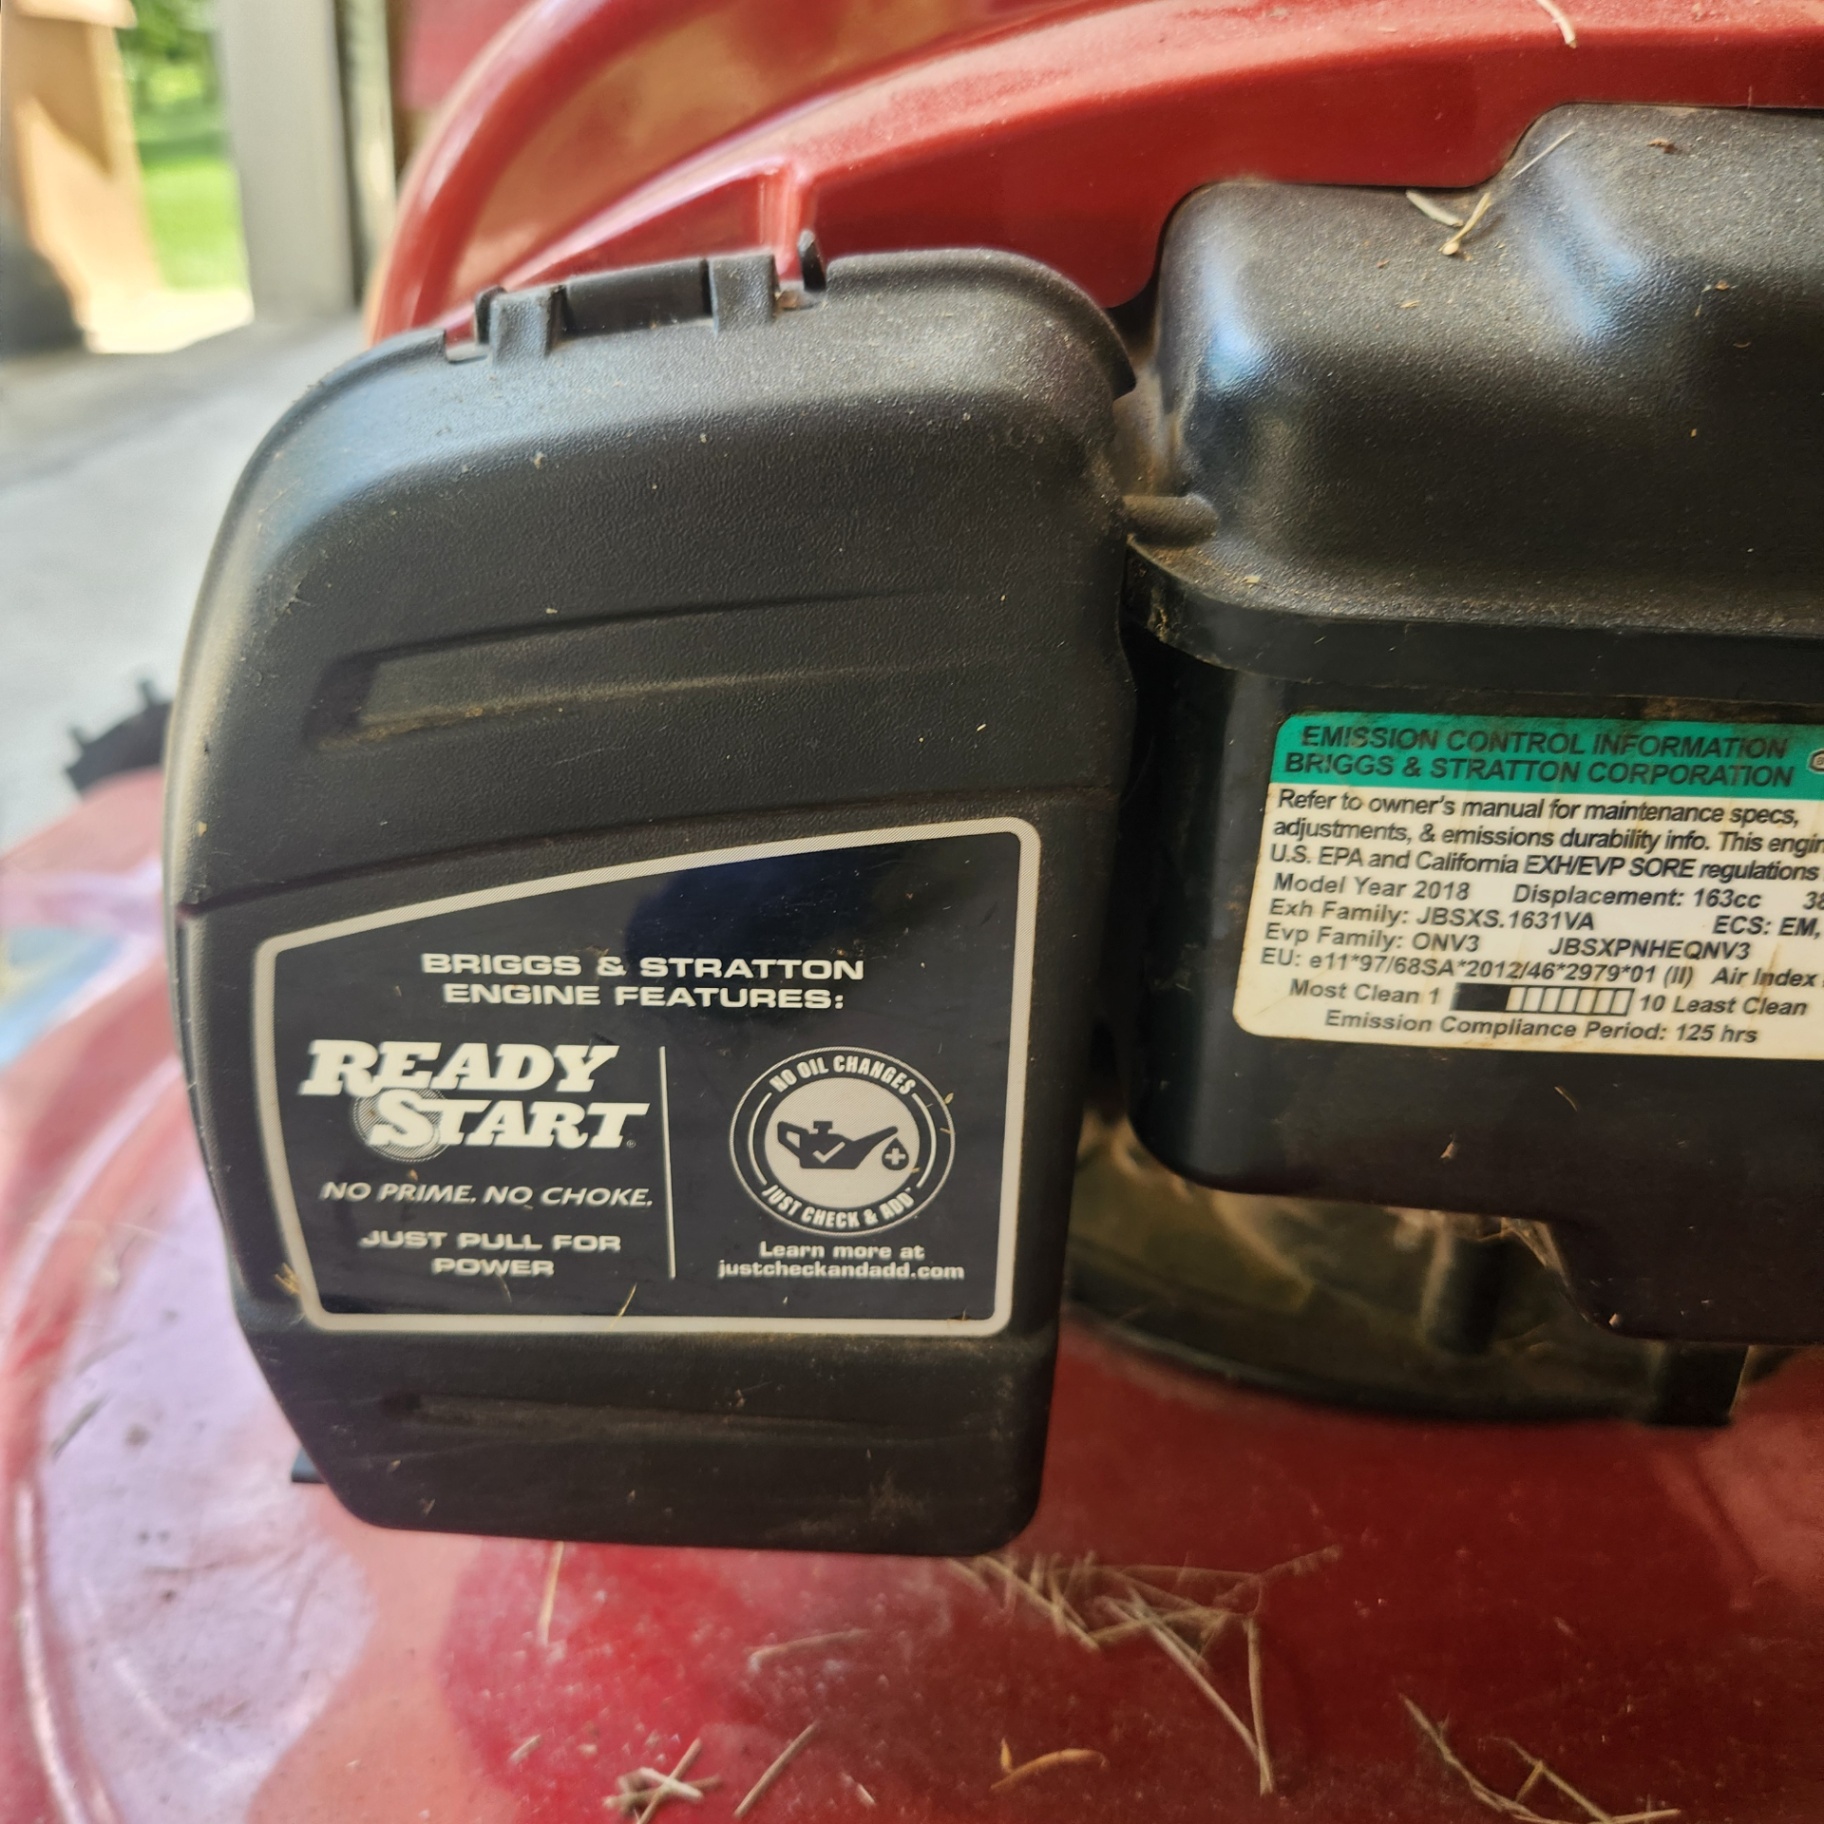 BRIGGS & STRATTON
ENGINE FEATURES:
READY
START
NO PRIME. NO CHOKE.
JUST PULL FOR
POWER
NO OIL CHANGES
JUST CHECK & ADD
Learn more at
justcheckandadd.com
EMISSION CONTROL INFORMATION
BRIGGS & STRATTON CORPORATION
Refer to owner's manual for maintenance specs,
adjustments, & emissions durability info. This engin
U.S. EPA and California EXH/EVP SORE regulations
Model Year 2018 Displacement: 163cc 38
Exh Family: JBSXS.1631VA ECS: EM,
Evp Family: ONV3 JBSXPNHEQNV3
EU: e11*97/68SA*2012/46*2979*01 (II) Air Index
Most Clean 1 10 Least Clean
Emission Compliance Period: 125 hrs